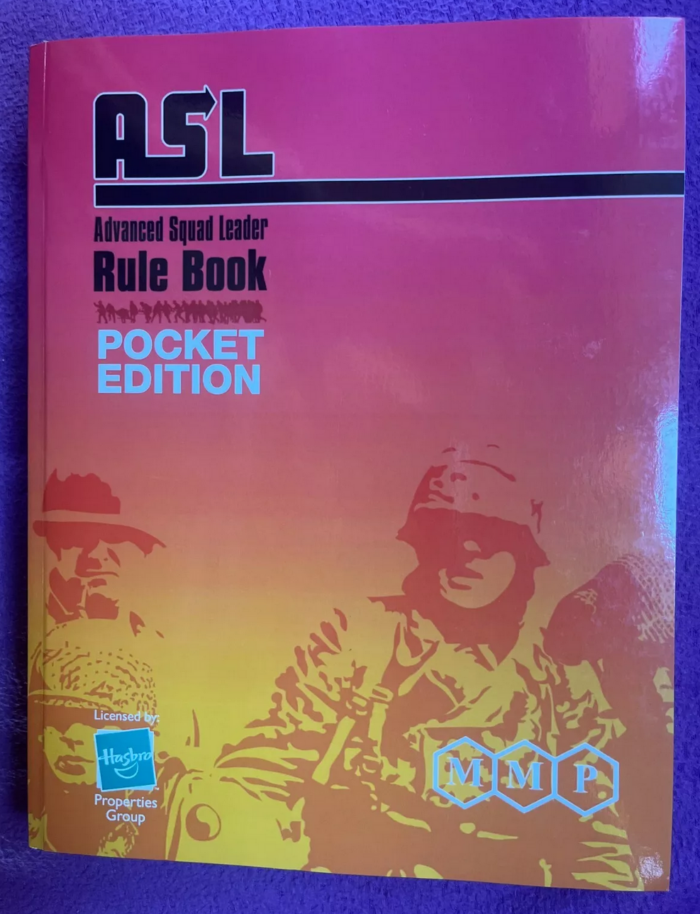 ASL
Advanced Squad Leader
Rule Book
POCKET
EDITION
Licensed by:
Hasbro
Properties
Group
M M P